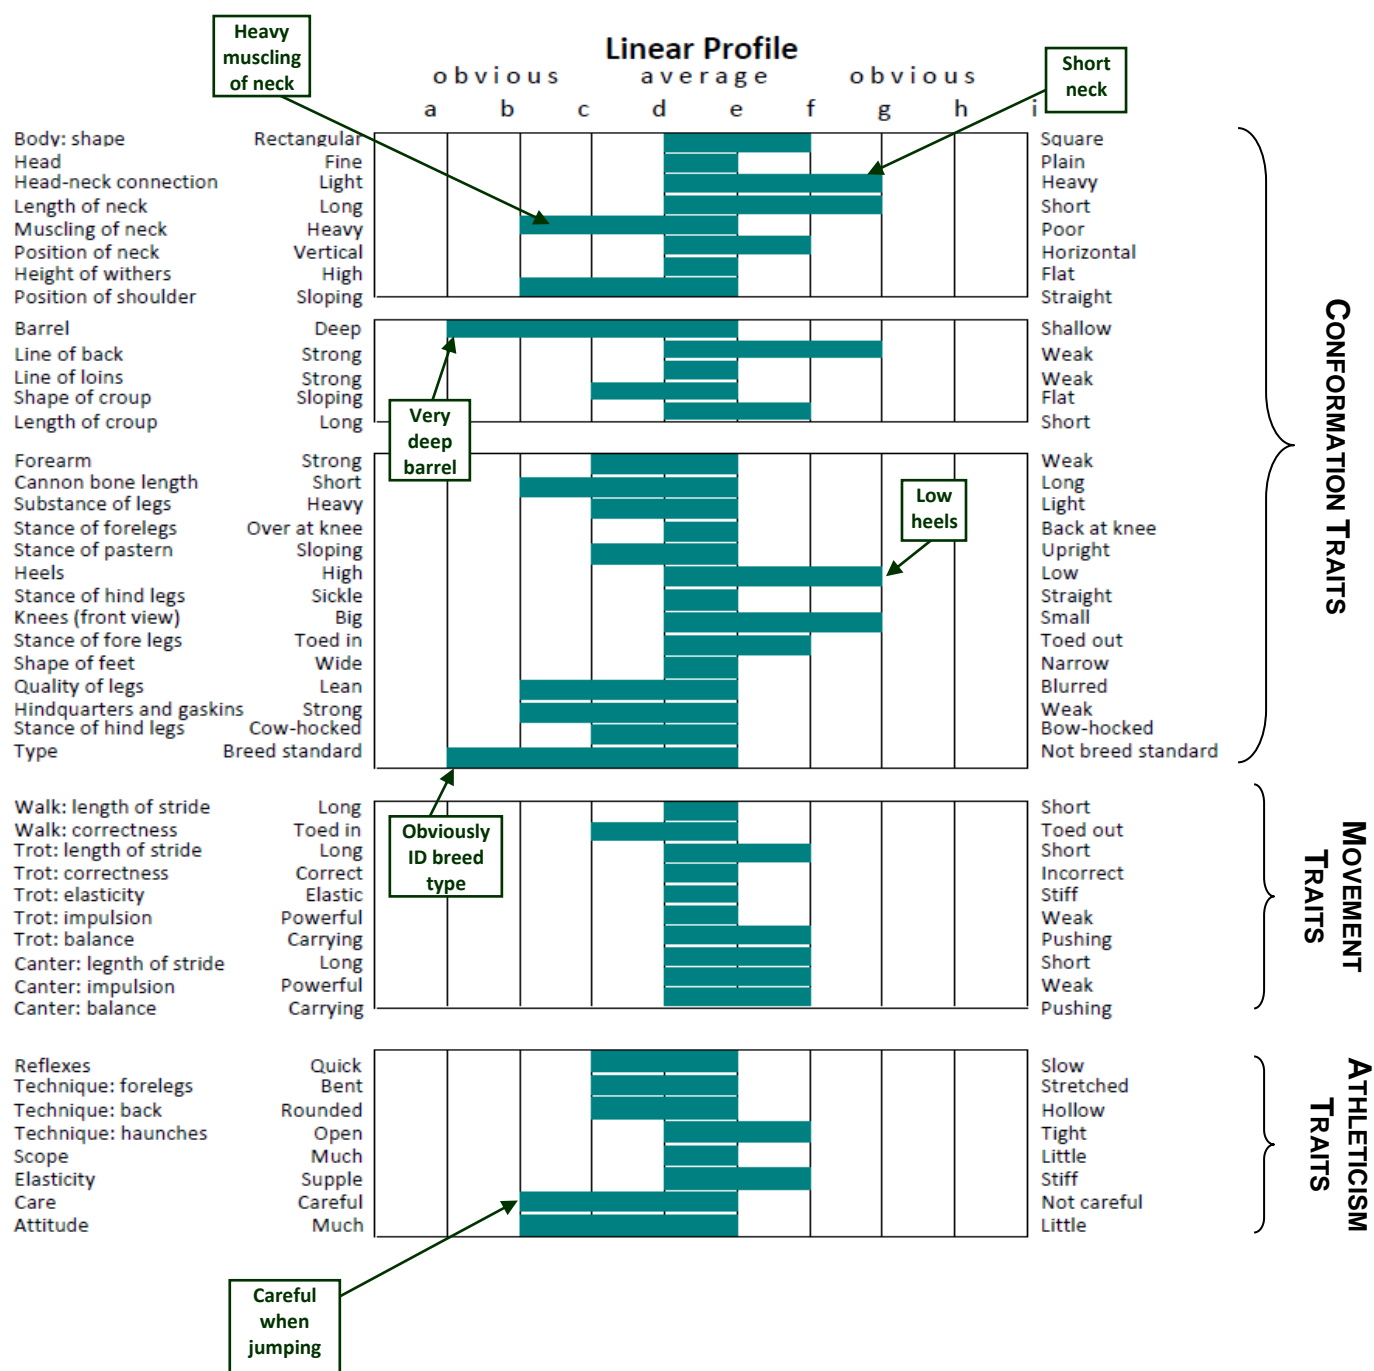 Heavy
muscling
of neck
Linear Profile
obvious average obvious
Short
neck
a b c d e f g h i
Body: shape Rectangular Square
Head Fine Plain
Head-neck connection Light Heavy
Length of neck Long Short
Muscling of neck Heavy Poor
Position of neck Vertical Horizontal
Height of withers High Flat
Position of shoulder Sloping Straight
Barrel Deep Shallow
Line of back Strong Weak
Line of loins Strong Weak
Shape of croup Sloping Flat
Length of croup Long Short
Very
deep
barrel
Forearm Strong Weak
Cannon bone length Short Long
Substance of legs Heavy Light
Stance of forelegs Over at knee Back at knee
Stance of pastern Sloping Upright
Heels High Low
Stance of hind legs Sickle Straight
Knees (front view) Big Small
Stance of fore legs Toed in Toed out
Shape of feet Wide Narrow
Quality of legs Lean Blurred
Hindquarters and gaskins Strong Weak
Stance of hind legs Cow-hocked Bow-hocked
Type Breed standard Not breed standard
Low
heels
CONFORMATION TRAITS
Walk: length of stride Long Short
Walk: correctness Toed in Toed out
Trot: length of stride Long Short
Trot: correctness Correct Incorrect
Trot: elasticity Elastic Stiff
Trot: impulsion Powerful Weak
Trot: balance Carrying Pushing
Canter: legnth of stride Long Short
Canter: impulsion Powerful Weak
Canter: balance Carrying Pushing
Obviously
ID breed
type
MOVEMENT
TRAITS
Reflexes Quick Slow
Technique: forelegs Bent Stretched
Technique: back Rounded Hollow
Technique: haunches Open Tight
Scope Much Little
Elasticity Supple Stiff
Care Careful Not careful
Attitude Much Little
ATHLETICISM
TRAITS
Careful
when
jumping